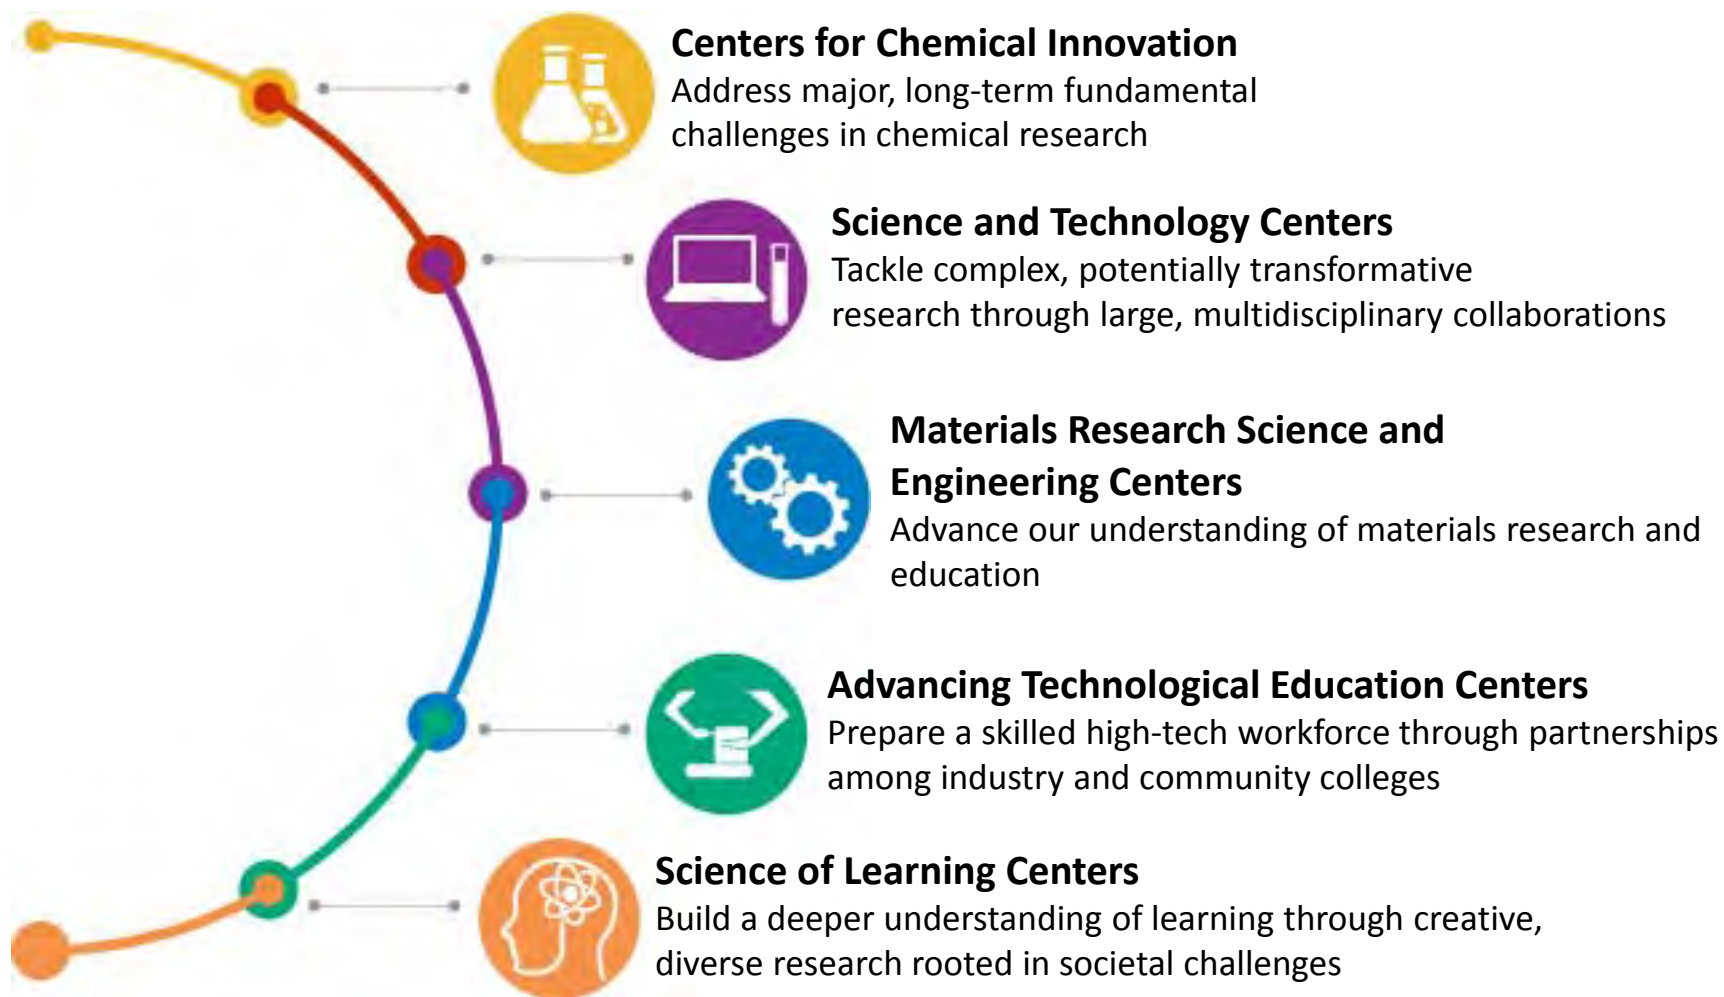 Centers for Chemical Innovation
Address major, long-term fundamental
challenges in chemical research
Science and Technology Centers
Tackle complex, potentially transformative
research through large, multidisciplinary collaborations
Materials Research Science and
Engineering Centers
Advance our understanding of materials research and
education
Advancing Technological Education Centers
Prepare a skilled high-tech workforce through partnerships
among industry and community colleges
Science of Learning Centers
Build a deeper understanding of learning through creative,
diverse research rooted in societal challenges